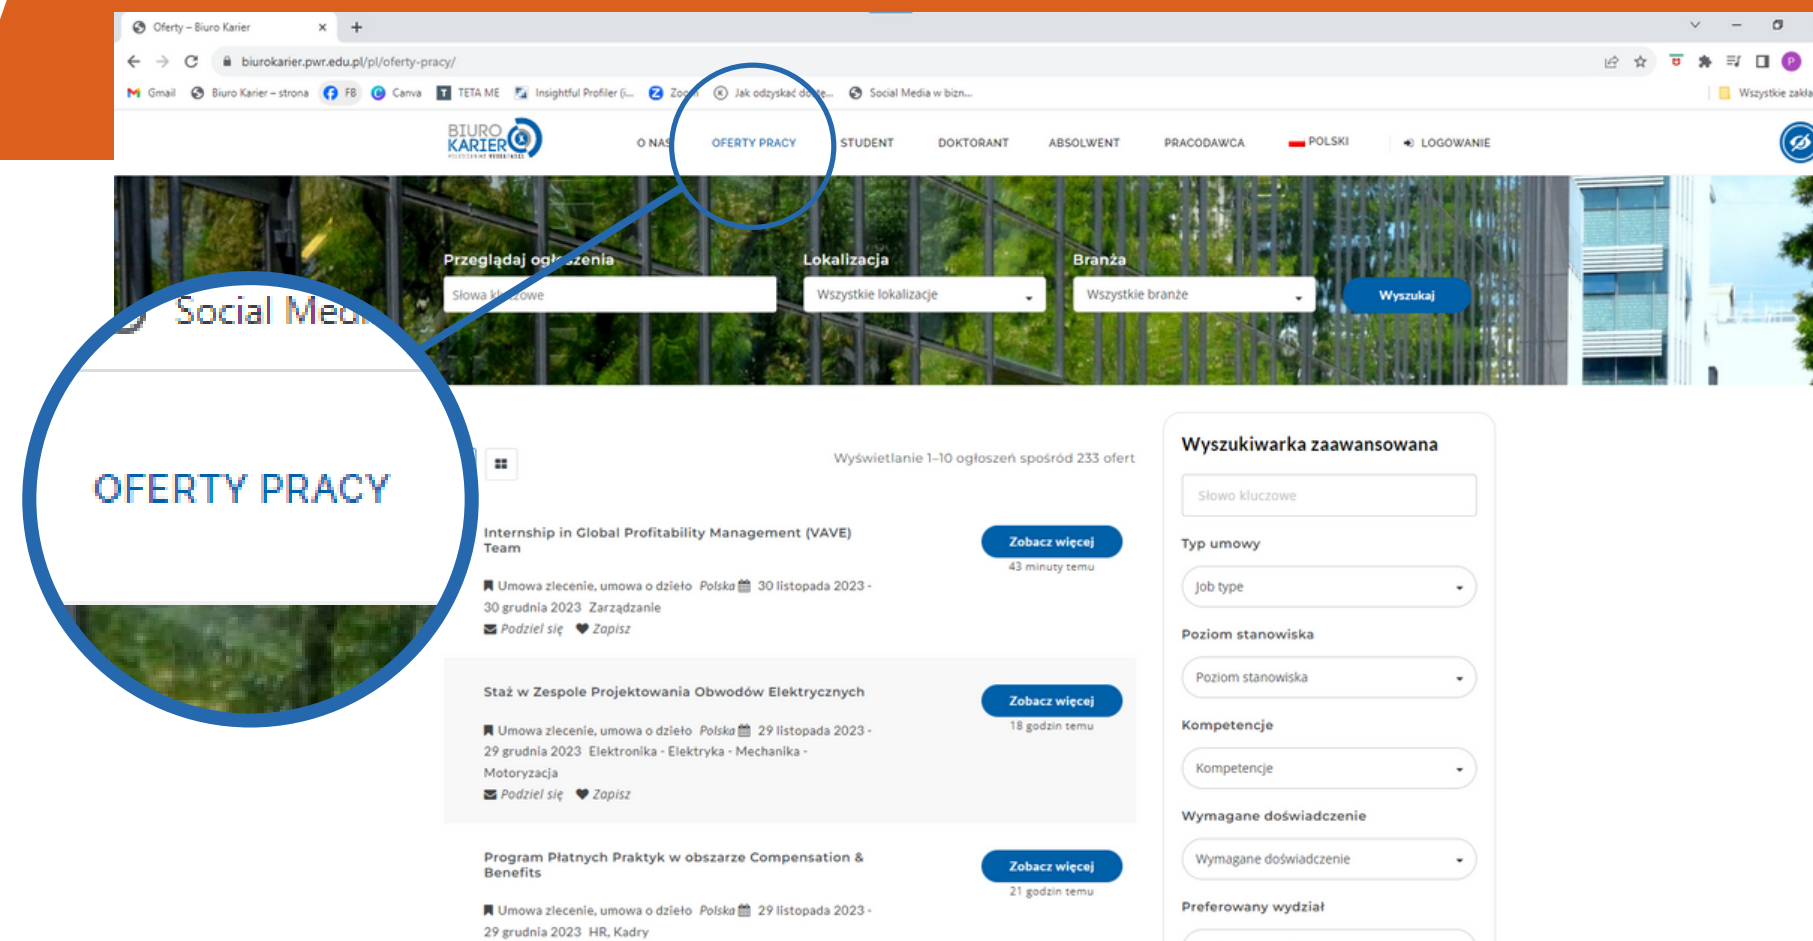 Oferty – Biuro Karier
biurokarier.pwr.edu.pl/pl/oferty-pracy/
P
Gmail Biuro Karier – strona FB Canva TETA ME Insightful Profiler (i... Zoom Jak odzyskać dostę... Social Media w bizn... Wszystkie zakła
BIURO
KARIER
O NAS OFERTY PRACY STUDENT DOKTORANT ABSOLWENT PRACODAWCA POLSKI LOGOWANIE
Przeglądaj ogłoszenia Lokalizacja Branża
Słowa kluczowe Wszystkie lokalizacje Wszystkie branże Wyszukaj
Social Medi
OFERTY PRACY
Wyświetlanie 1–10 ogłoszeń spośród 233 ofert
Internship in Global Profitability Management (VAVE)
Team
Zobacz więcej
43 minuty temu
Umowa zlecenie, umowa o dzieło Polska 30 listopada 2023 -
30 grudnia 2023 Zarządzanie
Podziel się Zapisz
Staż w Zespole Projektowania Obwodów Elektrycznych
Zobacz więcej
18 godzin temu
Umowa zlecenie, umowa o dzieło Polska 29 listopada 2023 -
29 grudnia 2023 Elektronika - Elektryka - Mechanika -
Motoryzacja
Podziel się Zapisz
Program Płatnych Praktyk w obszarze Compensation &
Benefits
Zobacz więcej
21 godzin temu
Umowa zlecenie, umowa o dzieło Polska 29 listopada 2023 -
29 grudnia 2023 HR, Kadry
Wyszukiwarka zaawansowana
Słowo kluczowe
Typ umowy
Job type
Poziom stanowiska
Poziom stanowiska
Kompetencje
Kompetencje
Wymagane doświadczenie
Wymagane doświadczenie
Preferowany wydział